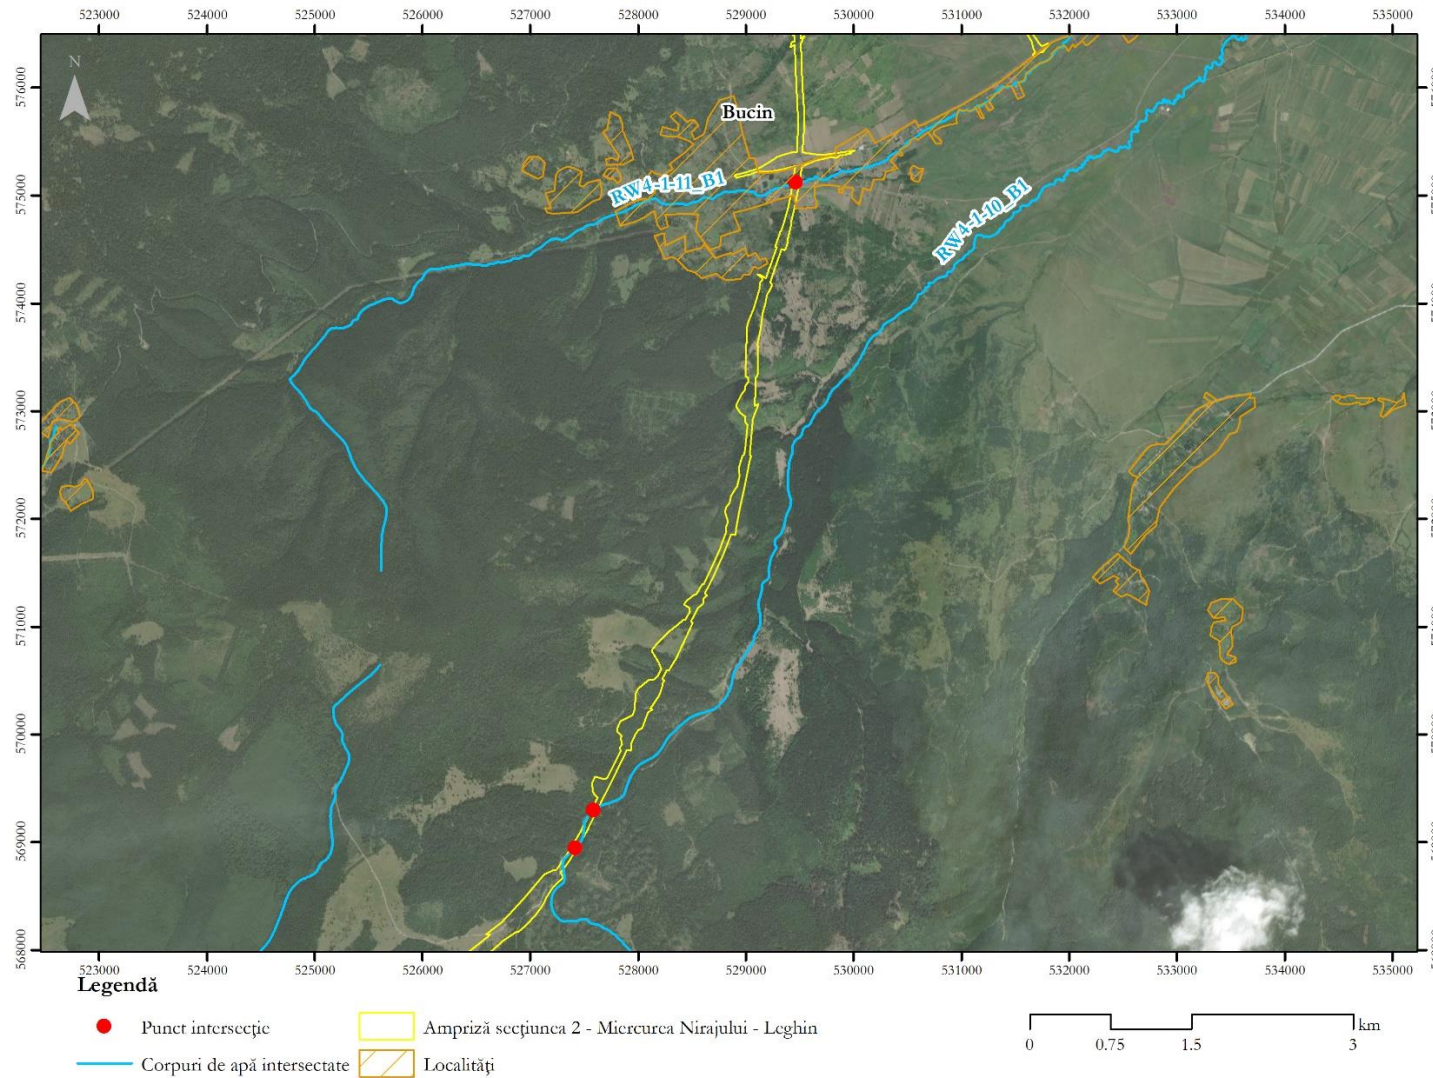 523000 524000 525000 526000 527000 528000 529000 530000 531000 532000 533000 534000 535000
N
576000
575000
574000
573000
572000
571000
570000
569000
568000
Bucin
RW4-1-11_B1
RW4-1-10_B1
523000 524000 525000 526000 527000 528000 529000 530000 531000 532000 533000 534000 535000
Legendă
Punct intersecție
Ampriză secțiunea 2 - Miercurea Nirajului - Leghin
Corpuri de apă intersectate
Localități
km
0 0.75 1.5 3